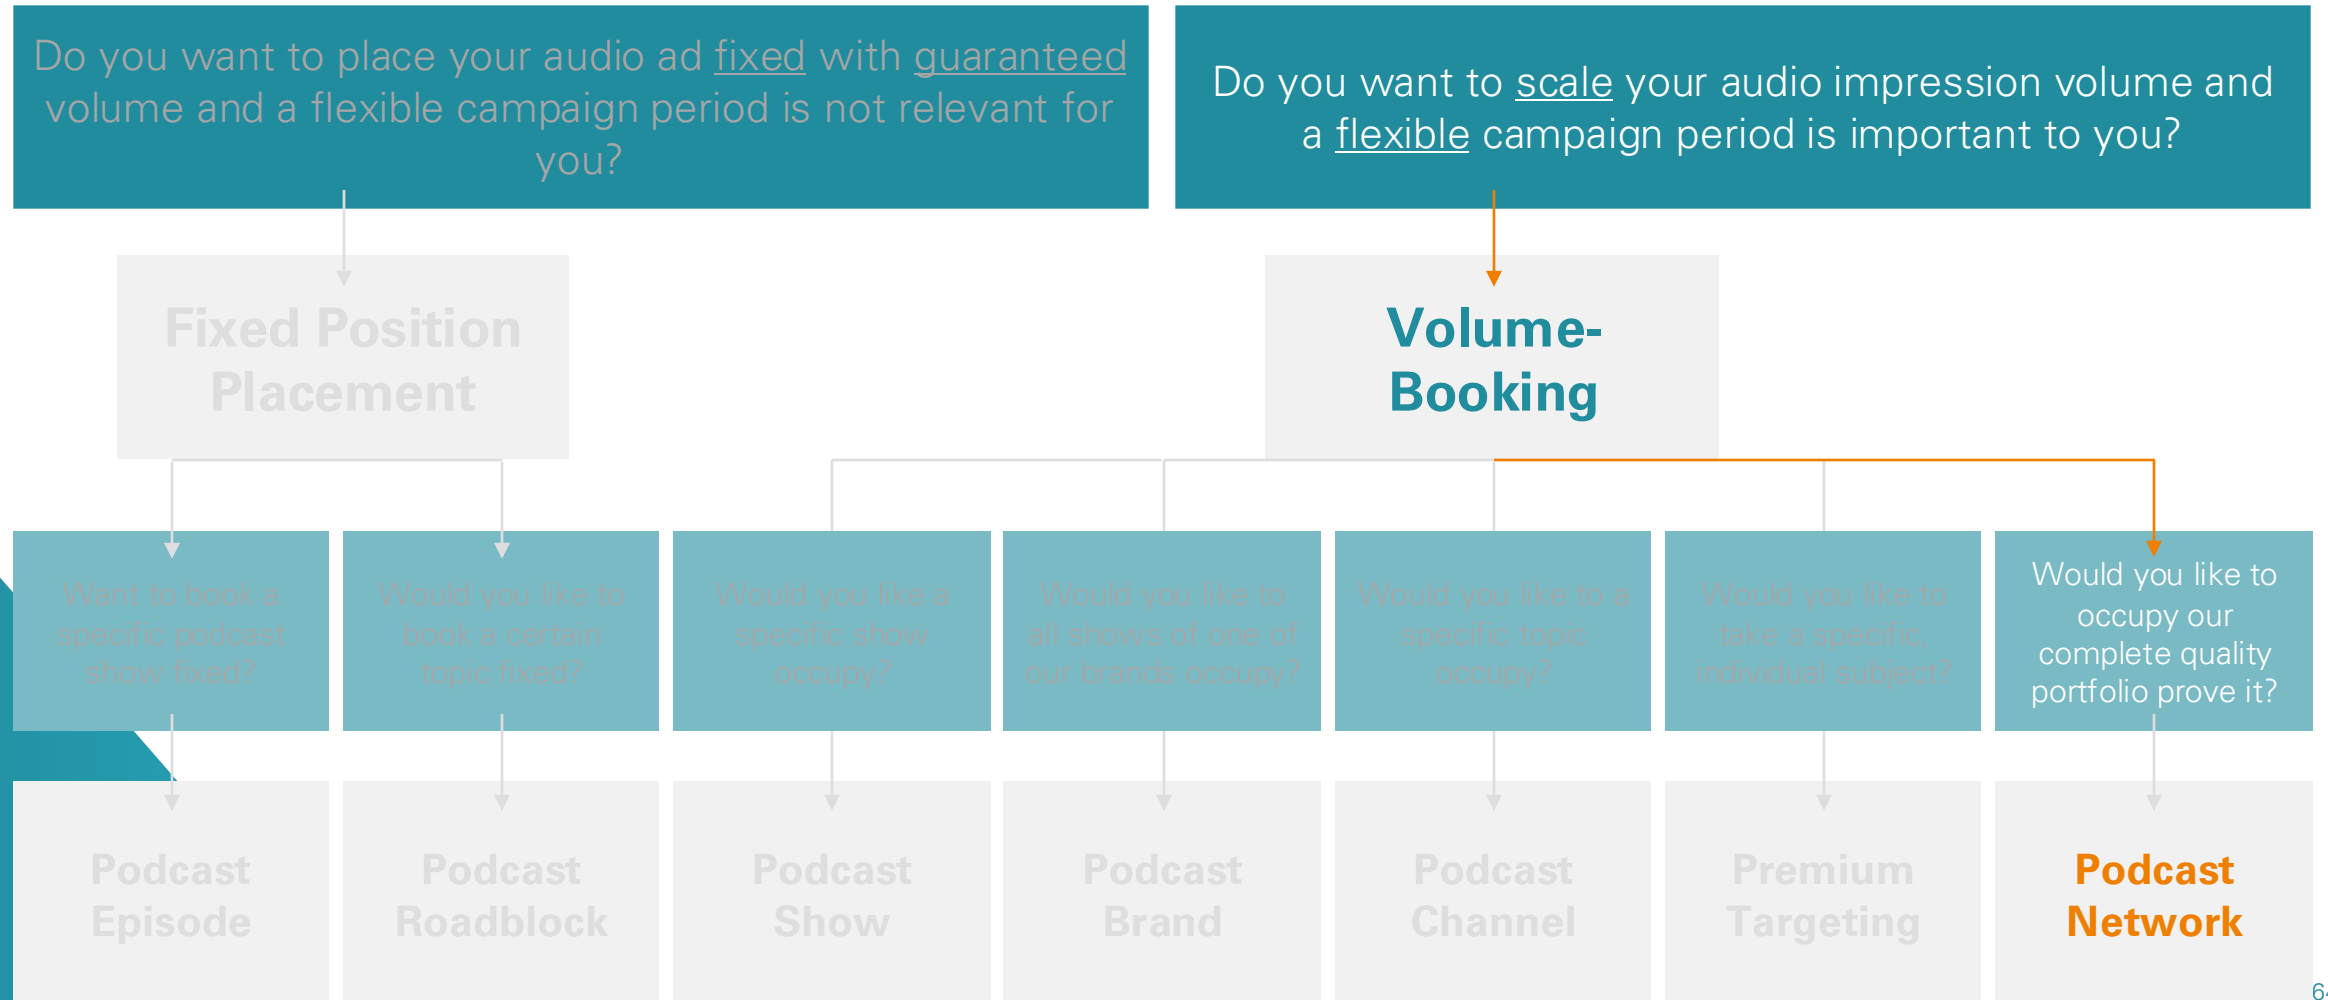 Do you want to place your audio ad fixed with guaranteed
volume and a flexible campaign period is not relevant for
you?
Do you want to scale your audio impression volume and
a flexible campaign period is important to you?
Fixed Position
Placement
Volume-
Booking
Want to book a
specific podcast
show fixed?
Would you like to
book a certain
topic fixed?
Would you like a
specific show
occupy?
Would you like to
all shows of one of
our brands occupy?
Would you like to a
specific topic
occupy?
Would you like to
take a specific,
individual subject?
Would you like to
occupy our
complete quality
portfolio prove it?
Podcast
Episode
Podcast
Roadblock
Podcast
Show
Podcast
Brand
Podcast
Channel
Premium
Targeting
Podcast
Network